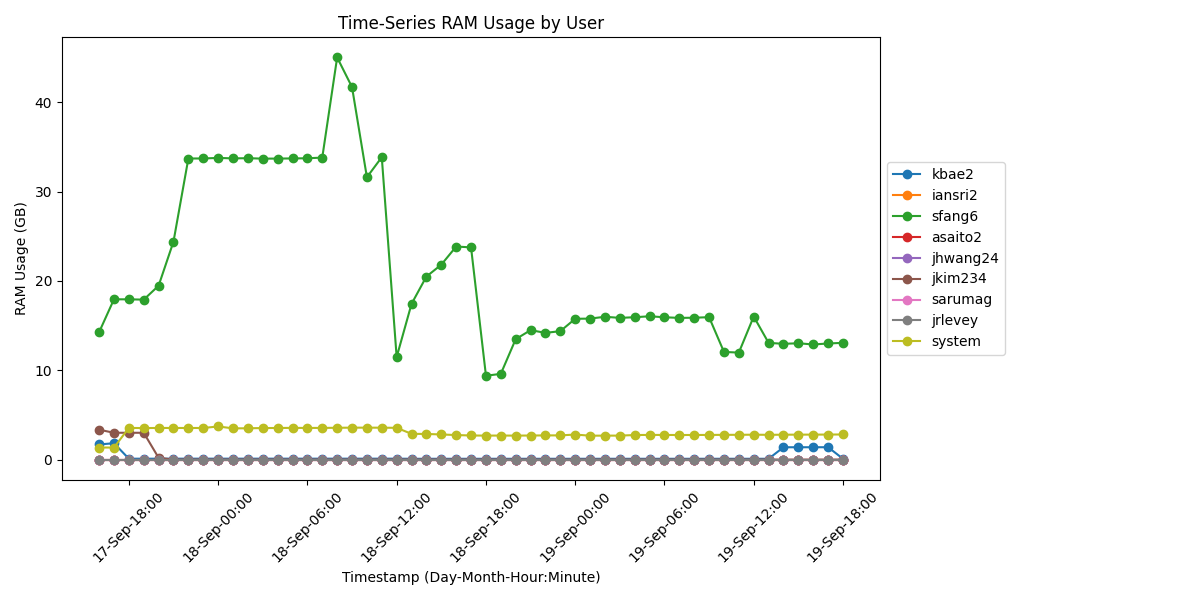 Time-Series RAM Usage by User
RAM Usage (GB)
40
30
20
10
0
17-Sep-18:00
18-Sep-00:00
18-Sep-06:00
18-Sep-12:00
18-Sep-18:00
19-Sep-00:00
19-Sep-06:00
19-Sep-12:00
19-Sep-18:00
Timestamp (Day-Month-Hour:Minute)
kbae2
iansri2
sfang6
asaito2
jhwang24
jkim234
sarumag
jrlevey
system